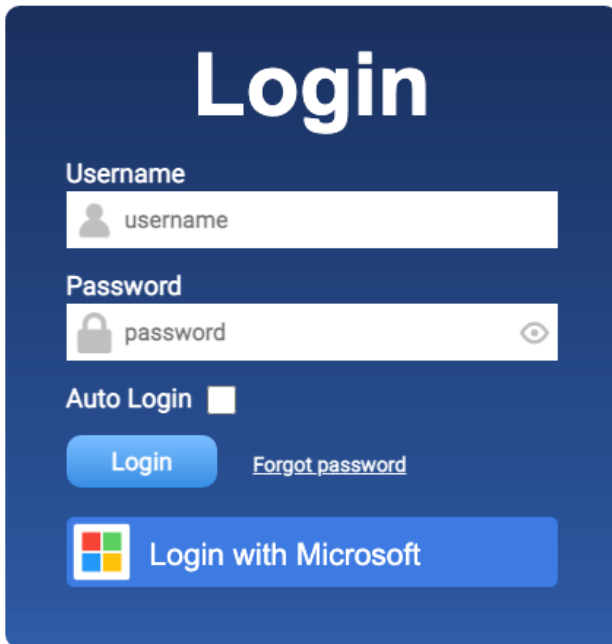 Login
Username
username
Password
password
Auto Login
Login Forgot password
Login with Microsoft